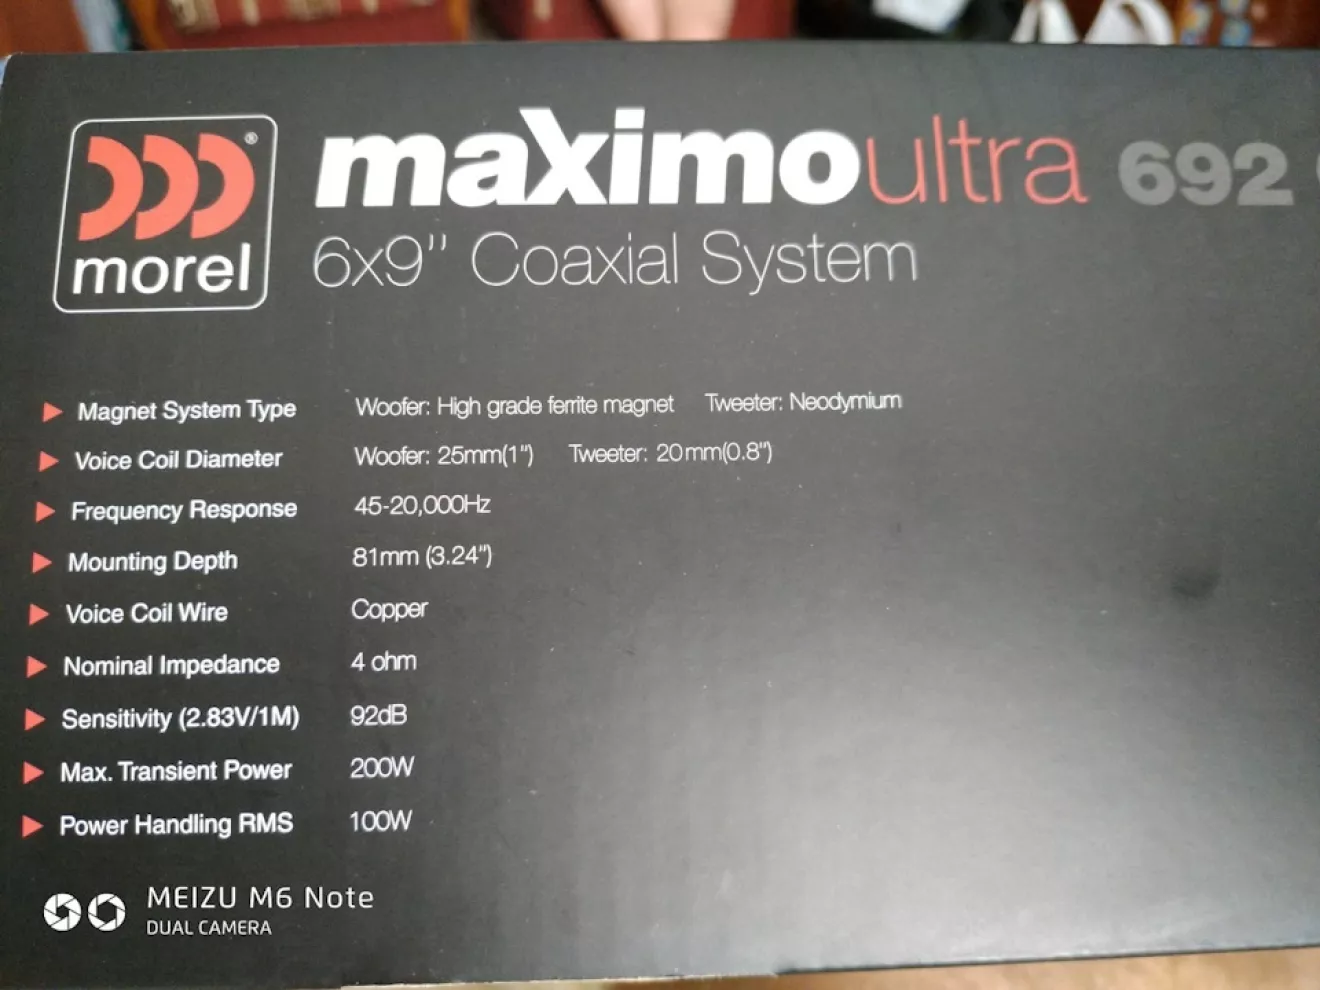 morel®
maximoultra 692
6x9" Coaxial System
Magnet System Type Woofer: High grade ferrite magnet Tweeter: Neodymium
Voice Coil Diameter Woofer: 25mm(1") Tweeter: 20mm(0.8")
Frequency Response 45-20,000Hz
Mounting Depth 81mm (3.24")
Voice Coil Wire Copper
Nominal Impedance 4 ohm
Sensitivity (2.83V/1M) 92dB
Max. Transient Power 200W
Power Handling RMS 100W
MEIZU M6 Note
DUAL CAMERA